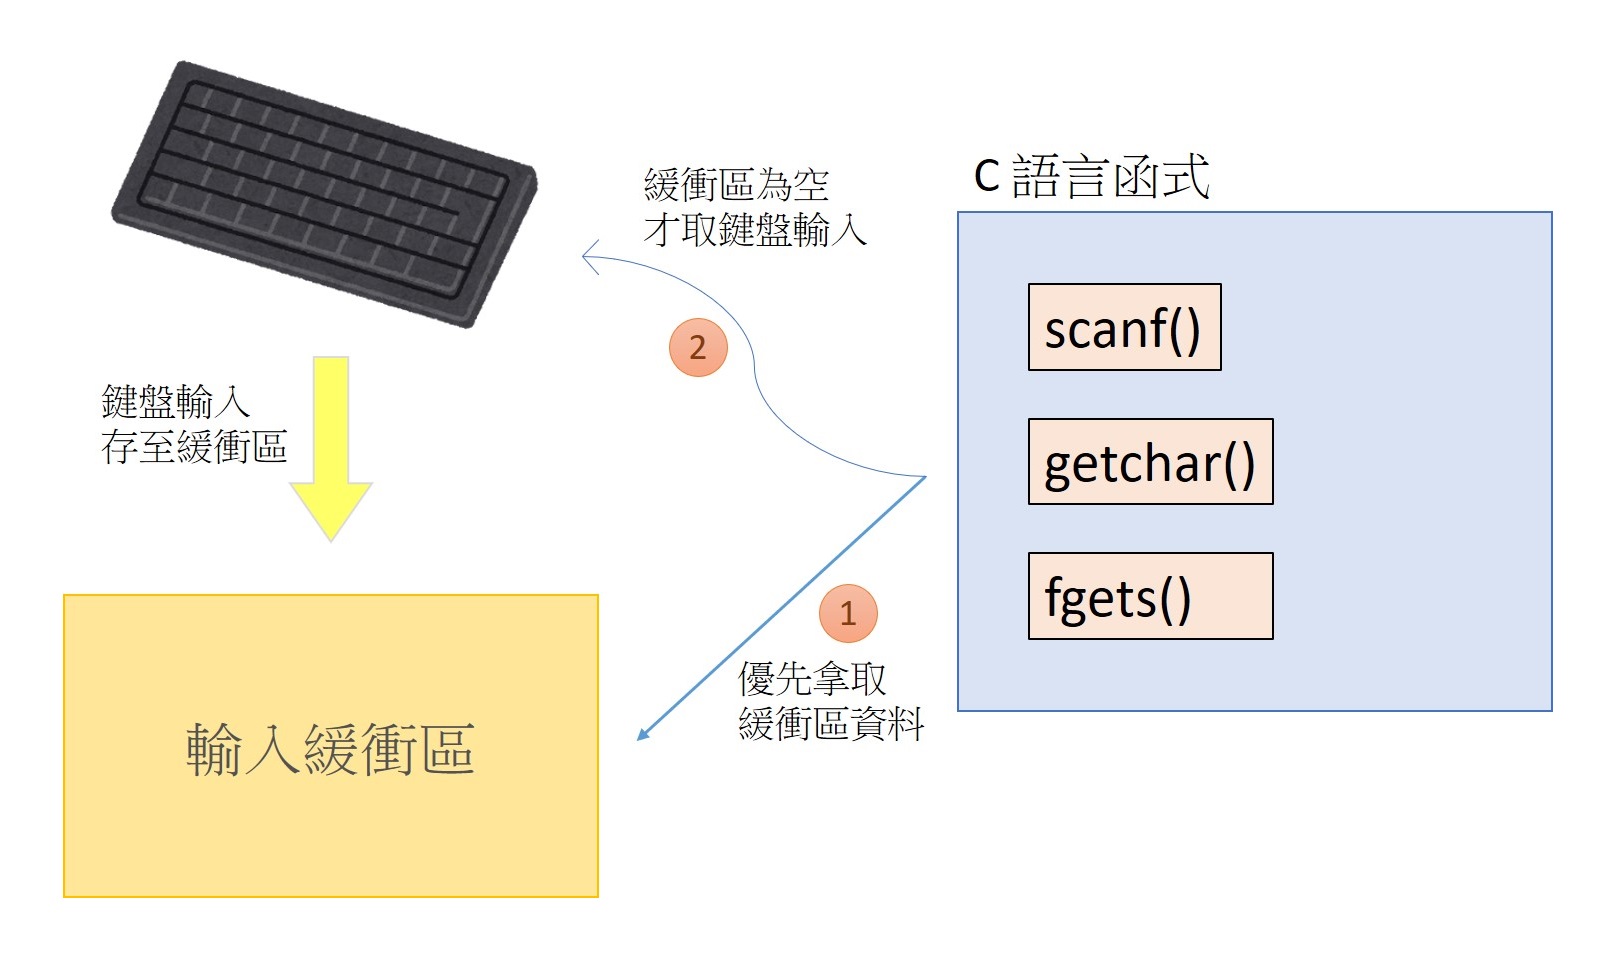 C 語言函式
緩衝區為空
才取鍵盤輸入
scanf()
2
getchar()
鍵盤輸入
存至緩衝區
fgets()
1
優先拿取
緩衝區資料
輸入緩衝區